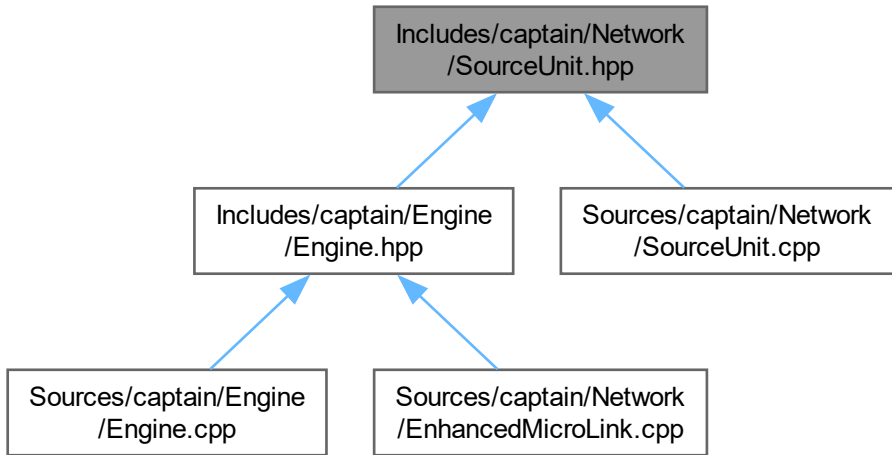 Includes/captain/Network
/SourceUnit.hpp
Includes/captain/Engine
/Engine.hpp
Sources/captain/Network
/SourceUnit.cpp
Sources/captain/Engine
/Engine.cpp
Sources/captain/Network
/EnhancedMicroLink.cpp